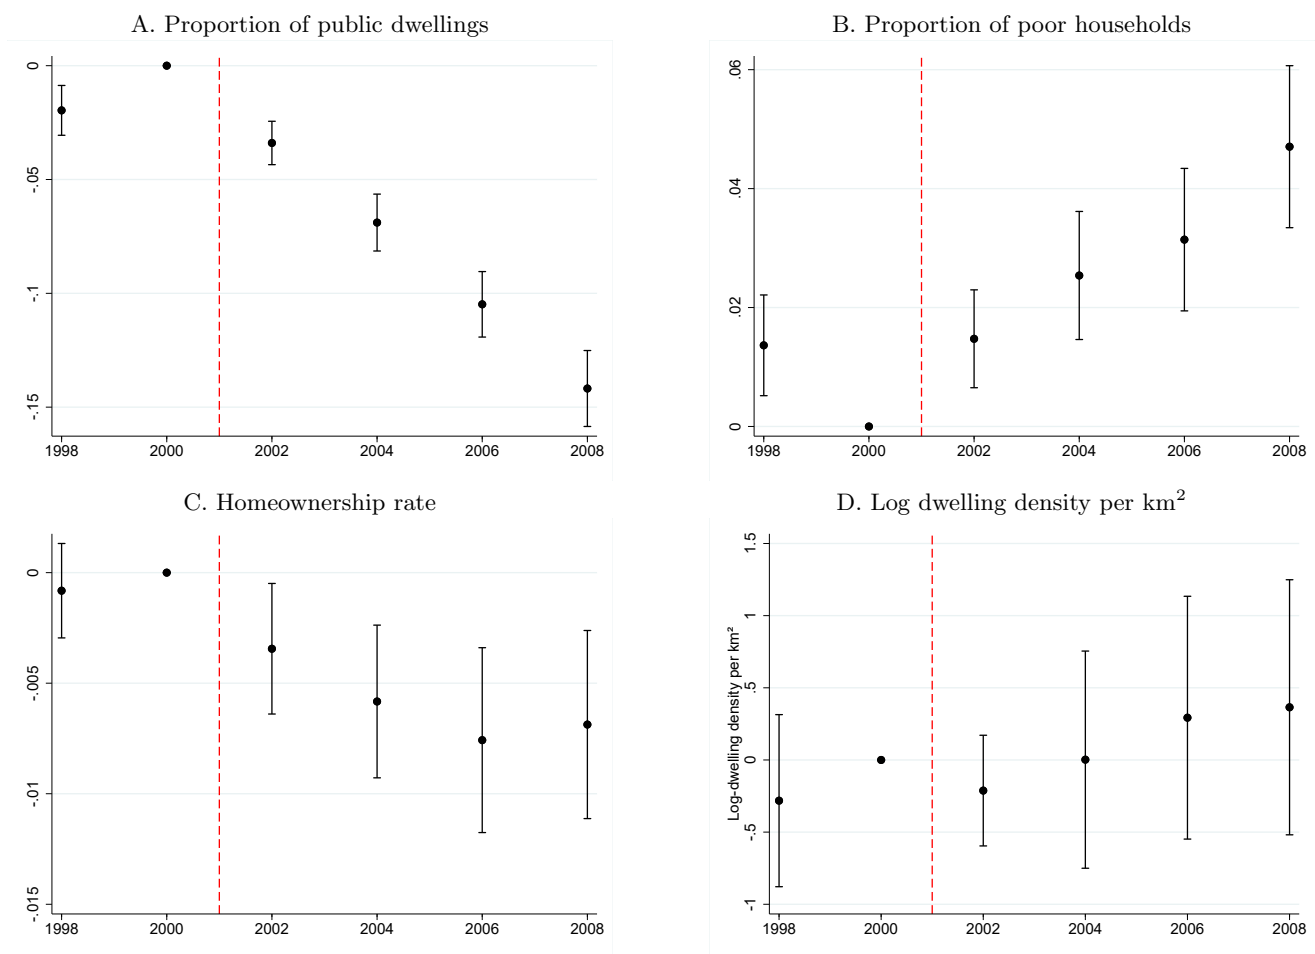 A. Proportion of public dwellings
0
-.05
-.1
-.15
1998 2000 2002 2004 2006 2008
B. Proportion of poor households
.06
.04
.02
0
1998 2000 2002 2004 2006 2008
C. Homeownership rate
0
-.005
-.01
-.015
1998 2000 2002 2004 2006 2008
D. Log dwelling density per km²
Log-dwelling density per km²
1.5
1
.5
0
-.5
-1
1998 2000 2002 2004 2006 2008